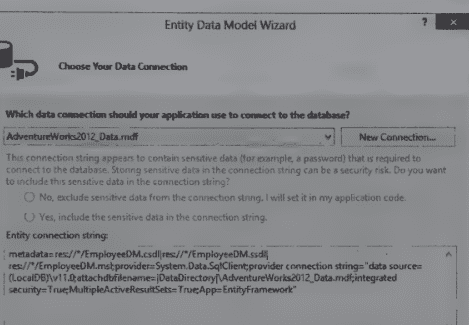 Entity Data Model Wizard
?
x
Choose Your Data Connection
Which data connection should your application use to connect to the database?
AdventureWorks2012_Data.mdf
New Connection...
This connection string appears to contain sensitive data (for example, a password) that is required to
connect to the database. Storing sensitive data in the connection string can be a security risk. Do you want
to include this sensitive data in the connection string?
No, exclude sensitive data from the connection string. I will set it in my application code.
Yes, include the sensitive data in the connection string.
Entity connection string:
metadata=res://*/EmployeeDM.csdl|res://*/EmployeeDM.ssdl|
res://*/EmployeeDM.msl;provider=System.Data.SqlClient;provider connection string="data source=
(LocalDB)\v11.0;attachdbfilename=|DataDirectory|\AdventureWorks2012_Data.mdf;integrated
security=True;MultipleActiveResultSets=True;App=EntityFramework"